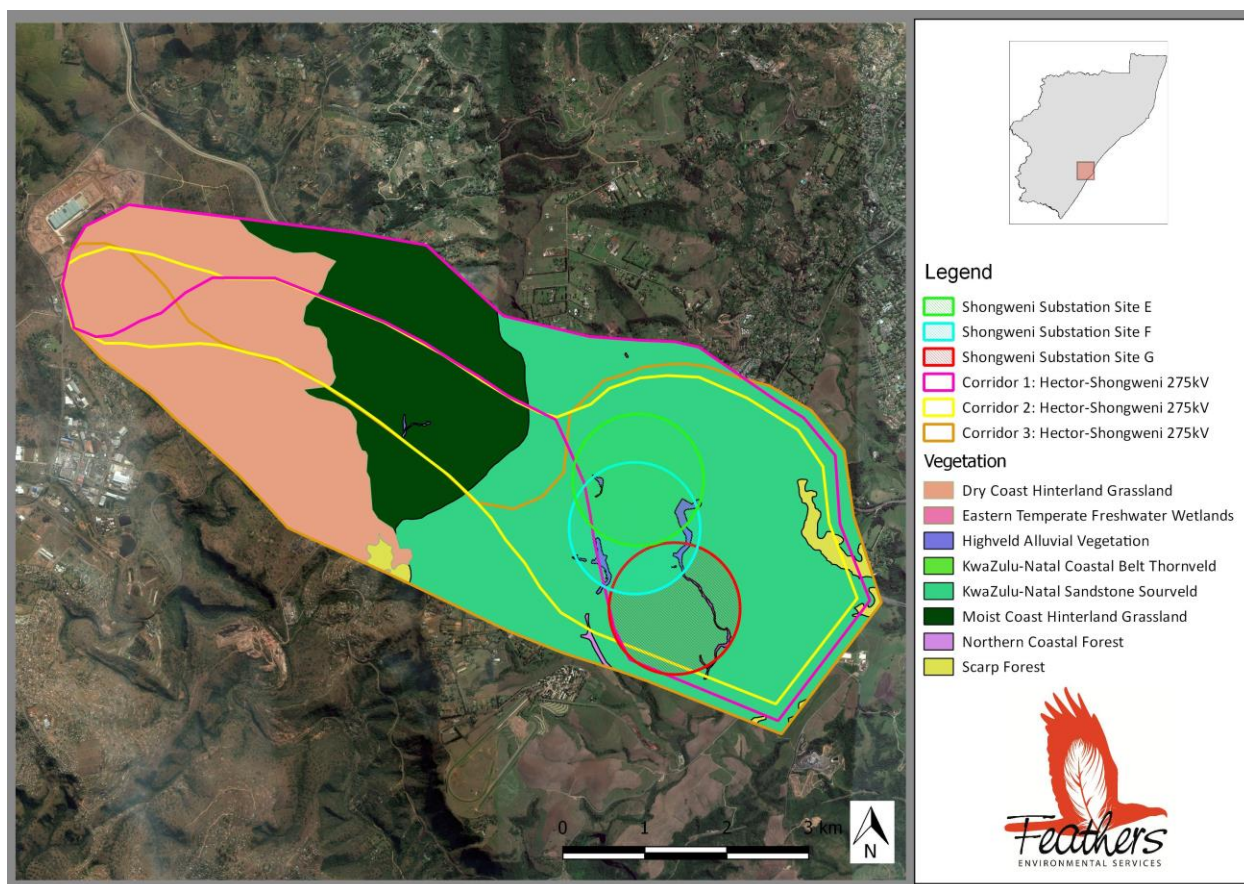 Legend
Shongweni Substation Site E
Shongweni Substation Site F
Shongweni Substation Site G
Corridor 1: Hector-Shongweni 275kV
Corridor 2: Hector-Shongweni 275kV
Corridor 3: Hector-Shongweni 275kV
Vegetation
Dry Coast Hinterland Grassland
Eastern Temperate Freshwater Wetlands
Highveld Alluvial Vegetation
KwaZulu-Natal Coastal Belt Thornveld
KwaZulu-Natal Sandstone Sourveld
Moist Coast Hinterland Grassland
Northern Coastal Forest
Scarp Forest
0 1 2 3 km
N
Feathers
ENVIRONMENTAL SERVICES